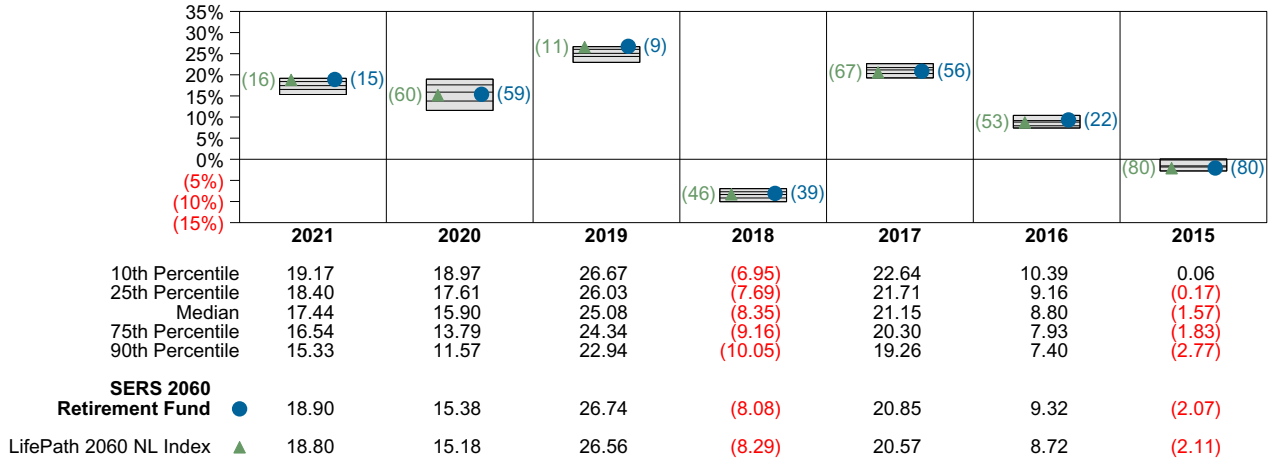 35%
30%
25%
20%
15%
10%
5%
0%
(5%)
(10%)
(15%)
(16) (15)
(60) (59)
(11) (9)
(46) (39)
(67) (56)
(53) (22)
(80) (80)
2021 2020 2019 2018 2017 2016 2015
10th Percentile 19.17 18.97 26.67 (6.95) 22.64 10.39 0.06
25th Percentile 18.40 17.61 26.03 (7.69) 21.71 9.16 (0.17)
Median 17.44 15.90 25.08 (8.35) 21.15 8.80 (1.57)
75th Percentile 16.54 13.79 24.34 (9.16) 20.30 7.93 (1.83)
90th Percentile 15.33 11.57 22.94 (10.05) 19.26 7.40 (2.77)
SERS 2060
Retirement Fund 18.90 15.38 26.74 (8.08) 20.85 9.32 (2.07)
LifePath 2060 NL Index 18.80 15.18 26.56 (8.29) 20.57 8.72 (2.11)